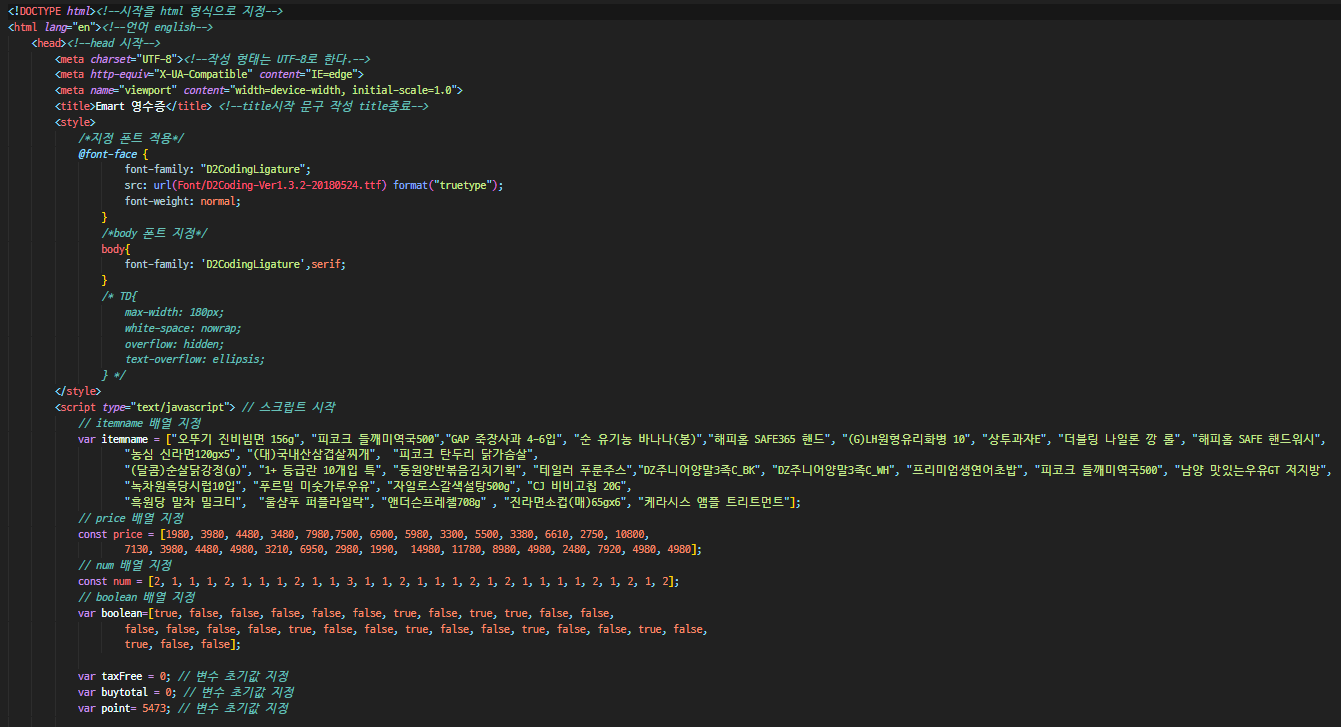 <!DOCTYPE html><!--시작을 html 형식으로 지정-->
<html lang="en"><!--언어 english-->
<head><!--head 시작-->
<meta charset="UTF-8"><!--작성 형태는 UTF-8로 한다.-->
<meta http-equiv="X-UA-Compatible" content="IE=edge">
<meta name="viewport" content="width=device-width, initial-scale=1.0">
<title>Emart 영수증</title> <!--title시작 문구 작성 title종료-->
<style>
/*지정 폰트 적용*/
@font-face {
font-family: "D2CodingLigature";
src: url(Font/D2Coding-Ver1.3.2-20180524.ttf) format("truetype");
font-weight: normal;
}
/*body 폰트 지정*/
body{
font-family: 'D2CodingLigature',serif;
}
/* TD{
max-width: 180px;
white-space: nowrap;
overflow: hidden;
text-overflow: ellipsis;
} */
</style>
<script type="text/javascript"> // 스크립트 시작
// itemname 배열 지정
var itemname = ["오뚜기 진비빔면 156g", "피코크 들깨미역국500","GAP 죽장사과 4-6입", "순 유기농 바나나(봉)","해피홈 SAFE365 핸드", "(G)LH원형유리화병 10", "상투과자E", "더블링 나일론 깡 롤", "해피홈 SAFE 핸드워시",
"농심 신라면120gx5", "(대)국내산삼겹살찌개",  "피코크 탄두리 닭가슴살",
"(달콤)순살닭강정(g)", "1+ 등급란 10개입 특", "동원양반볶음김치기획", "테일러 푸룬주스","DZ주니어양말3족C_BK", "DZ주니어양말3족C_WH", "프리미엄생연어초밥", "피코크 들깨미역국500", "남양 맛있는우유GT 저지방",
"녹차원흑당시럽10입", "푸르밀 미숫가루우유", "자일로스갈색설탕500g", "CJ 비비고칩 20G",
"흑원당 말차 밀크티",  "울샴푸 퍼플라일락", "앤더슨프레첼708g" , "진라면소컵(매)65gx6", "케라시스 앰플 트리트먼트"];
// price 배열 지정
const price = [1980, 3980, 4480, 3480, 7980,7500, 6900, 5980, 3300, 5500, 3380, 6610, 2750, 10800,
7130, 3980, 4480, 4980, 3210, 6950, 2980, 1990,  14980, 11780, 8980, 4980, 2480, 7920, 4980, 4980];
// num 배열 지정
const num = [2, 1, 1, 1, 2, 1, 1, 1, 2, 1, 1, 3, 1, 1, 2, 1, 1, 1, 2, 1, 2, 1, 1, 1, 1, 2, 1, 2, 1, 2];
// boolean 배열 지정
var boolean=[true, false, false, false, false, false, true, false, true, true, false, false,
false, false, false, false, true, false, false, true, false, false, true, false, false, true, false,
true, false, false];
var taxFree = 0; // 변수 초기값 지정
var buytotal = 0; // 변수 초기값 지정
var point= 5473; // 변수 초기값 지정